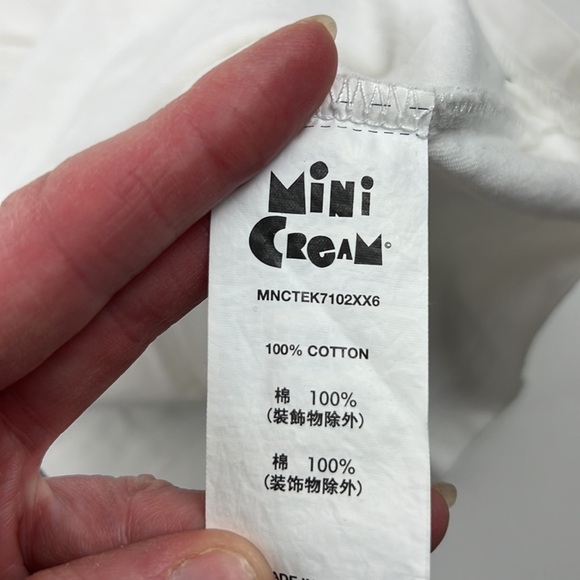 MiNi
CReAM©
MNCTEK7102XX6
100% COTTON
棉 100%
(裝飾物除外)
棉 100%
(装饰物除外)